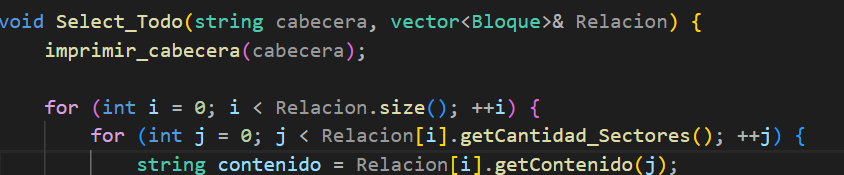 void Select_Todo(string cabecera, vector<Bloque>& Relacion) {
    imprimir_cabecera(cabecera);
    for (int i = 0; i < Relacion.size(); ++i) {
        for (int j = 0; j < Relacion[i].getCantidad_Sectores(); ++j) {
            string contenido = Relacion[i].getContenido(j);